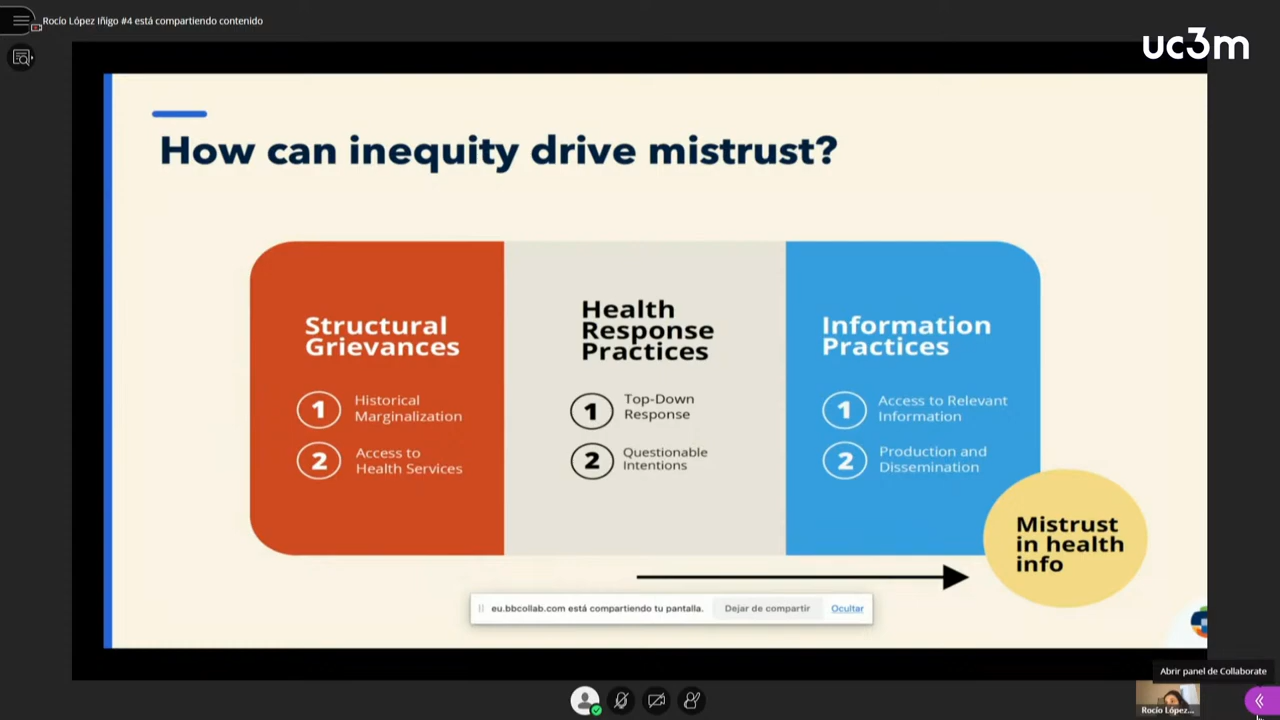 Rocío López Iñigo #4 está compartiendo contenido
uc3m
How can inequity drive mistrust?
Structural
Grievances
1 Historical
Marginalization
2 Access to
Health Services
Health
Response
Practices
1 Top-Down
Response
2 Questionable
Intentions
Information
Practices
1 Access to Relevant
Information
2 Production and
Dissemination
Mistrust
in health
info
eu.bbcollab.com está compartiendo tu pantalla. Dejar de compartir Ocultar
Abrir panel de Collaborate
Rocío López...